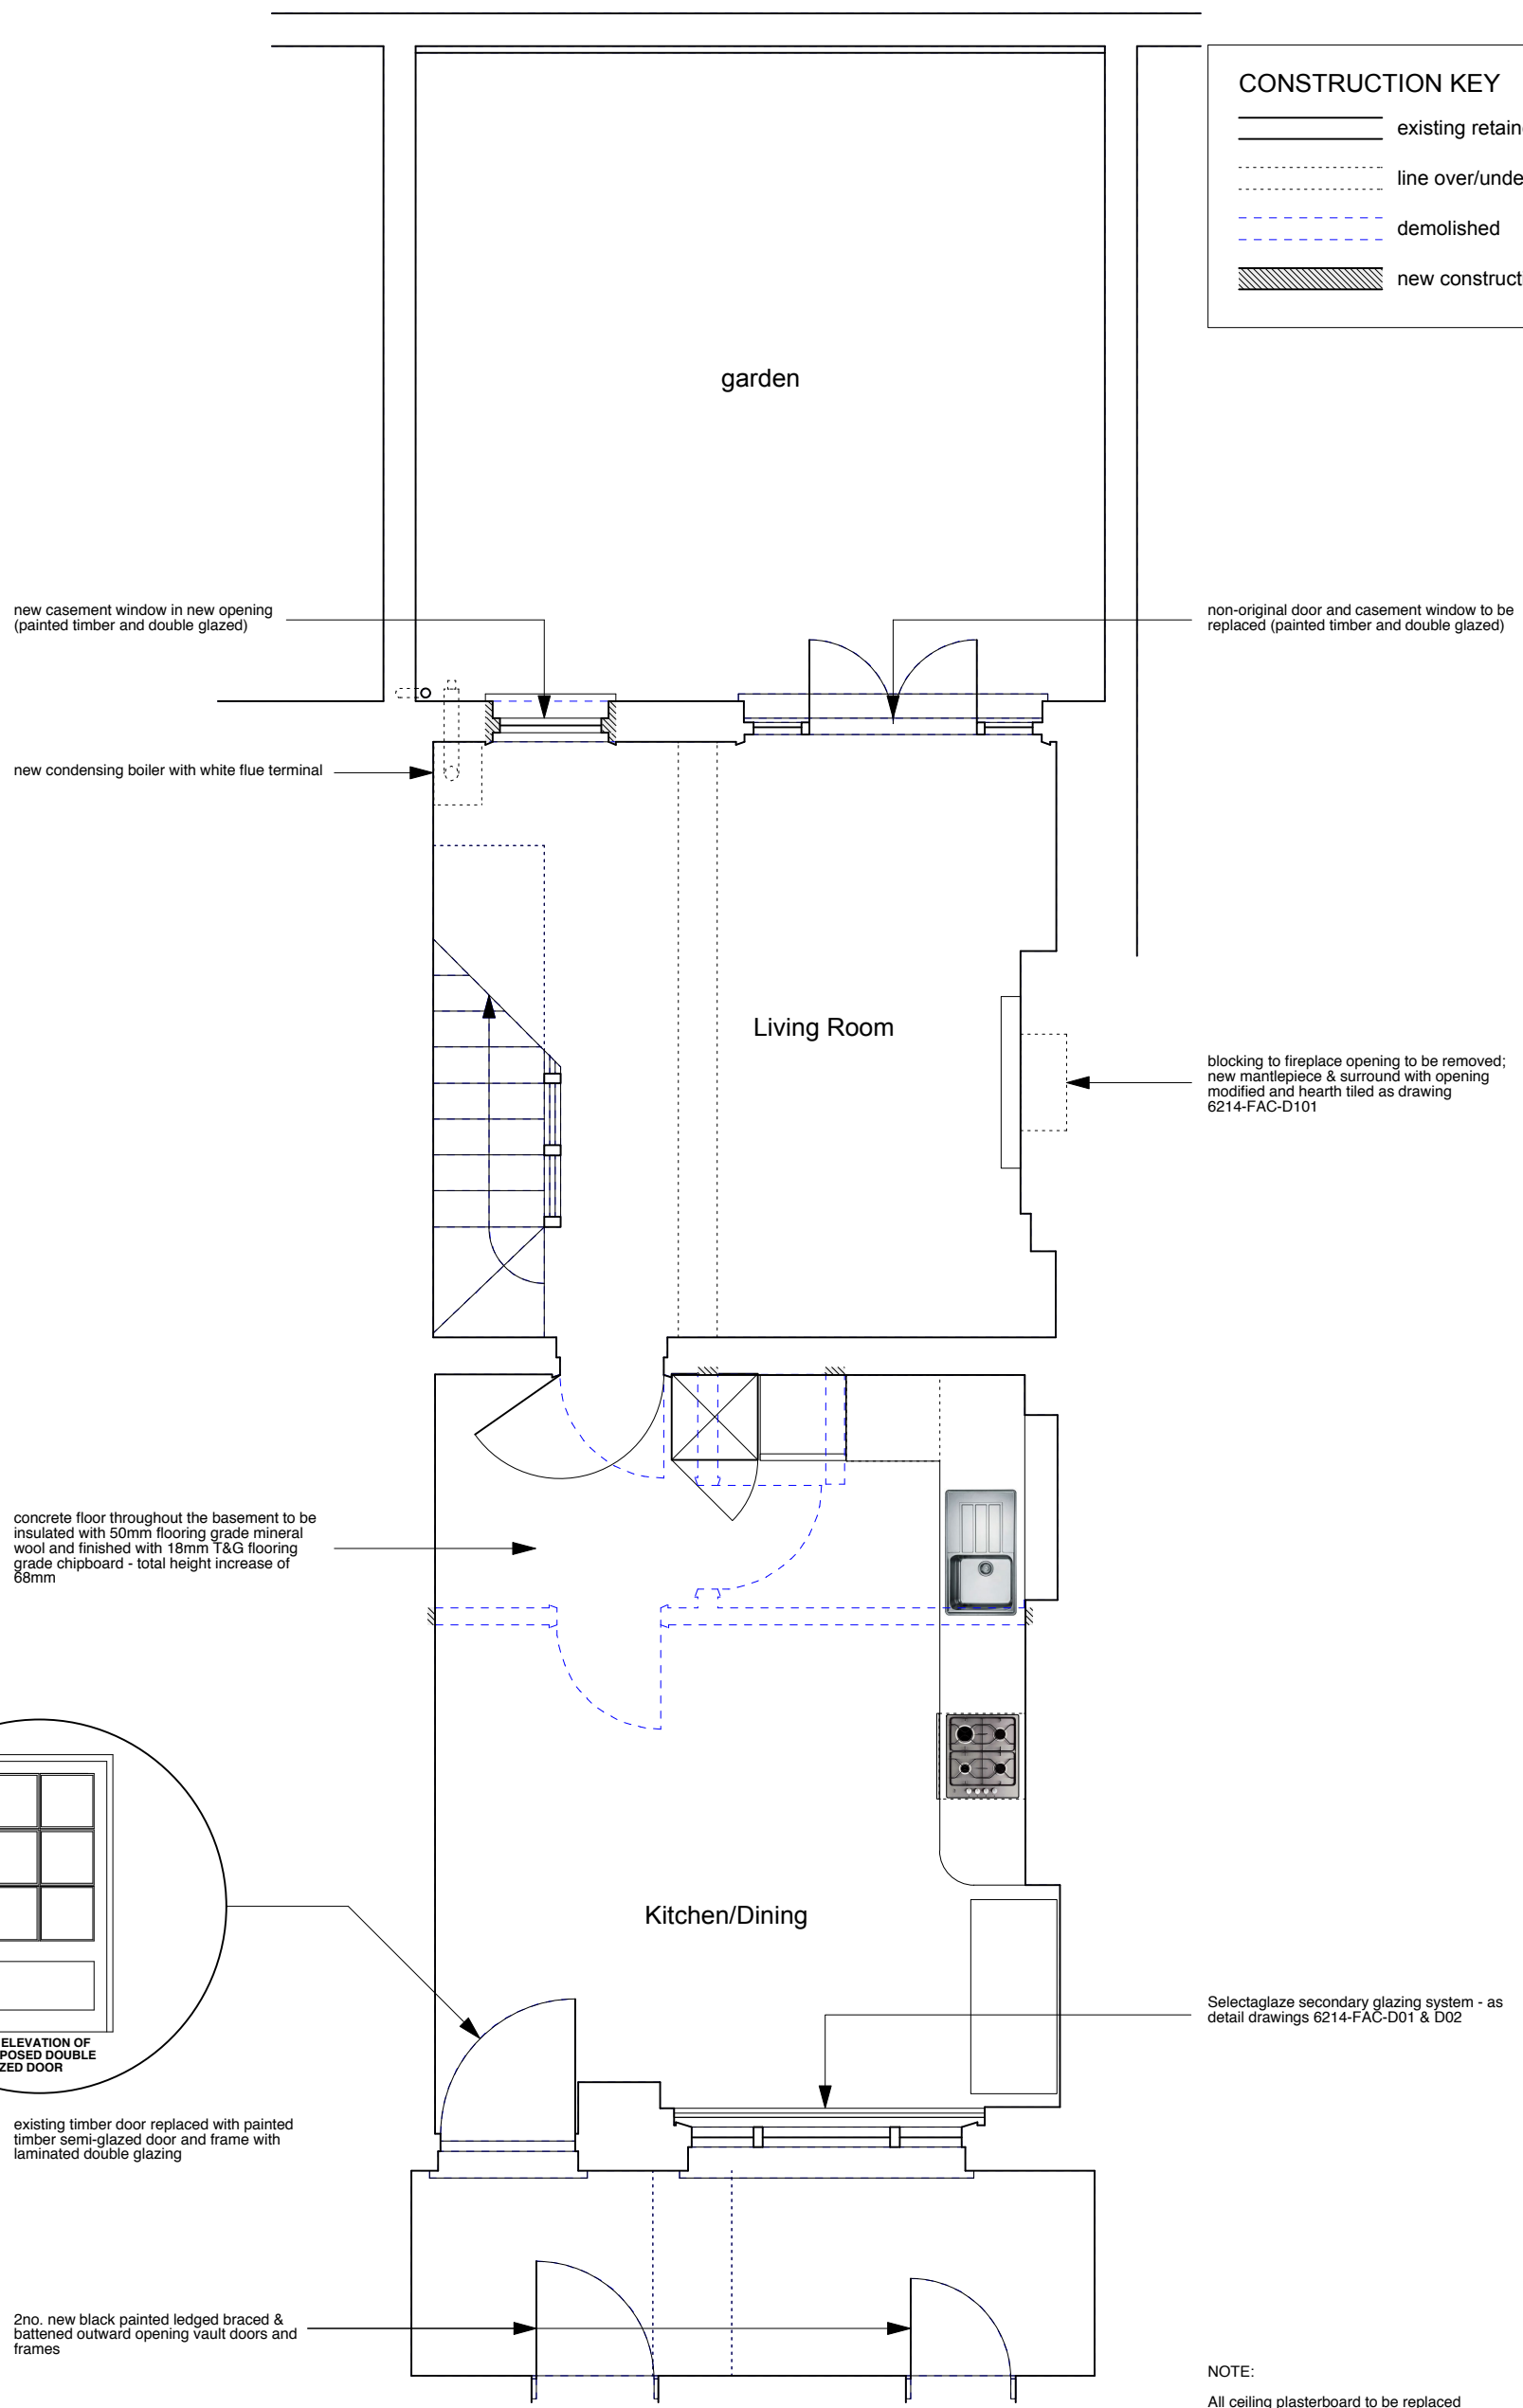 CONSTRUCTION KEY
existing retain
line over/unde
demolished
new construct
garden
new casement window in new opening
(painted timber and double glazed)
non-original door and casement window to be
replaced (painted timber and double glazed)
new condensing boiler with white flue terminal
Living Room
blocking to fireplace opening to be removed;
new mantlepiece & surround with opening
modified and hearth tiled as drawing
6214-FAC-D101
concrete floor throughout the basement to be
insulated with 50mm flooring grade mineral
wool and finished with 18mm T&G flooring
grade chipboard - total height increase of
68mm
Kitchen/Dining
ELEVATION OF
POSED DOUBLE
ZED DOOR
Selectaglaze secondary glazing system - as
detail drawings 6214-FAC-D01 & D02
existing timber door replaced with painted
timber semi-glazed door and frame with
laminated double glazing
2no. new black painted ledged braced &
battened outward opening vault doors and
frames
NOTE:
All ceiling plasterboard to be replaced